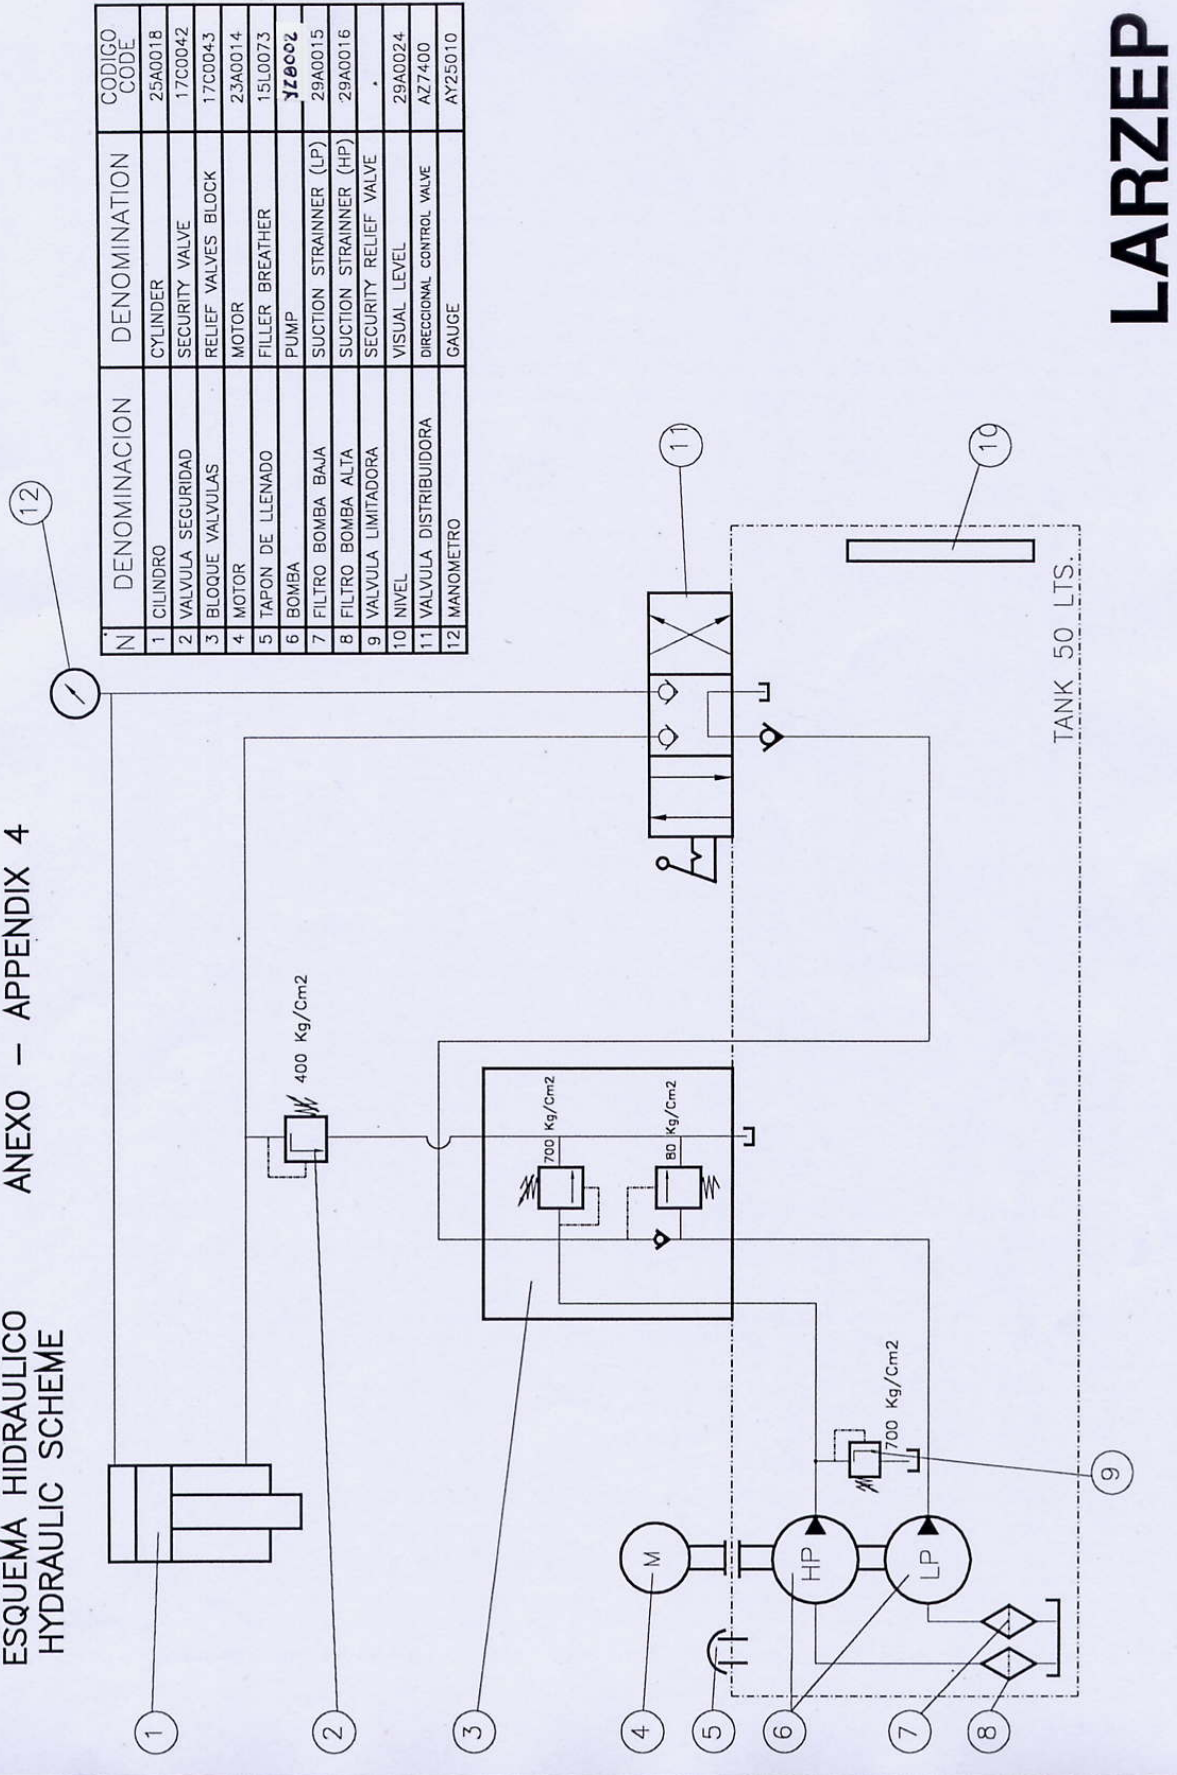 ESQUEMA HIDRAULICO
HYDRAULIC SCHEME
ANEXO - APPENDIX 4
N. DENOMINACION DENOMINATION CODIGO CODE
1 CILINDRO CYLINDER 25A0018
2 VALVULA SEGURIDAD SECURITY VALVE 17C0042
3 BLOQUE VALVULAS RELIEF VALVES BLOCK 17C0043
4 MOTOR MOTOR 23A0014
5 TAPON DE LLENADO FILLER BREATHER 15L0073
6 BOMBA PUMP YZ8002
7 FILTRO BOMBA BAJA SUCTION STRAINNER (LP) 29A0015
8 FILTRO BOMBA ALTA SUCTION STRAINNER (HP) 29A0016
9 VALVULA LIMITADORA SECURITY RELIEF VALVE .
10 NIVEL VISUAL LEVEL 29A0024
11 VALVULA DISTRIBUIDORA DIRECCIONAL CONTROL VALVE AZ7400
12 MANOMETRO GAUGE AY25010
12
1
2
400 Kg/Cm2
3
700 Kg/Cm2
80 Kg/Cm2
11
10
4
M
5
6
HP
LP
7
8
9
700 Kg/Cm2
TANK 50 LTS.
LARZEP